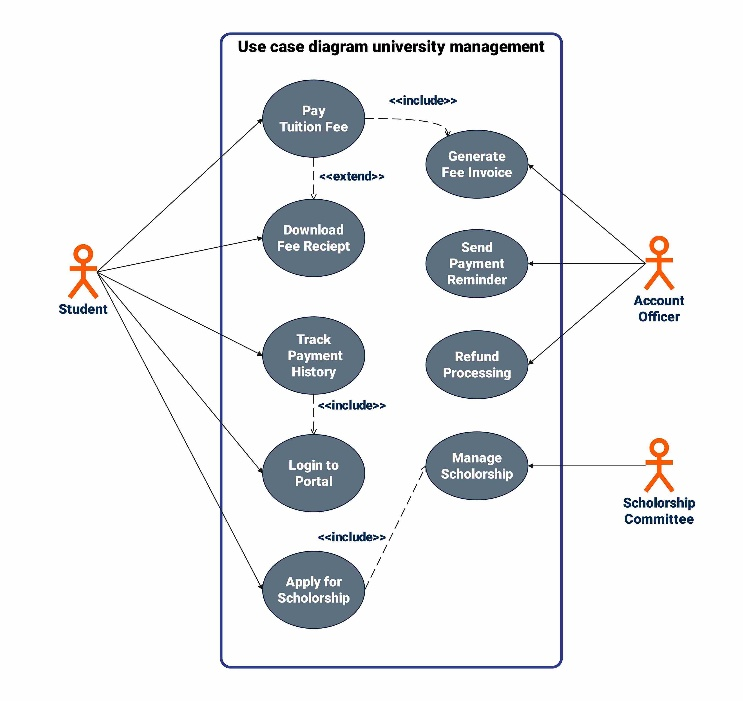 Use case diagram university management
Pay
Tuition Fee
<<include>>
Generate
Fee Invoice
<<extend>>
Download
Fee Reciept
Send
Payment
Reminder
Student
Account
Officer
Track
Payment
History
Refund
Processing
<<include>>
Login to
Portal
Manage
Scholorship
Scholorship
Committee
<<include>>
Apply for
Scholorship